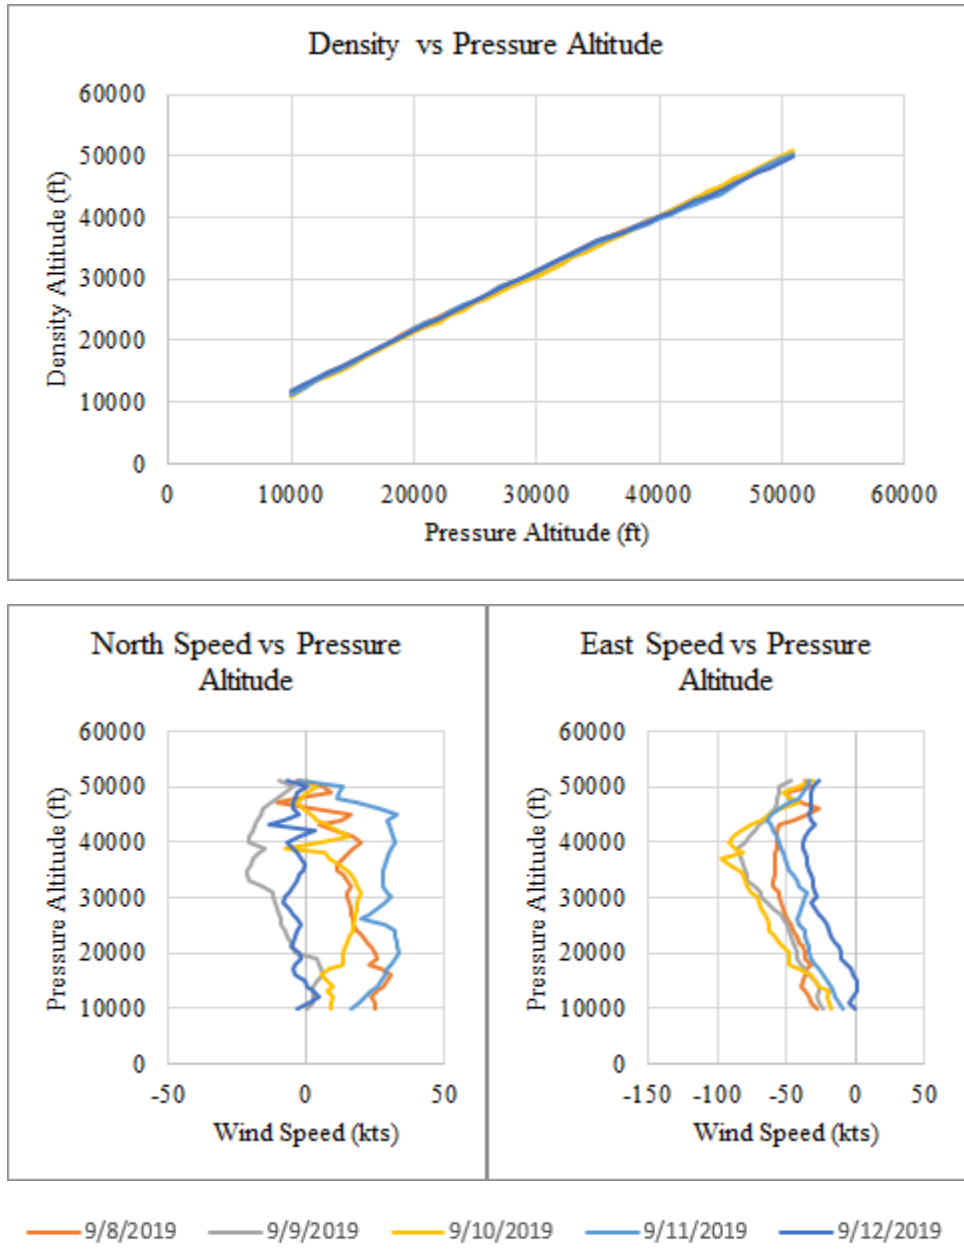 Density vs Pressure Altitude
Density Altitude (ft)
60000
50000
40000
30000
20000
10000
0
0 10000 20000 30000 40000 50000 60000
Pressure Altitude (ft)
North Speed vs Pressure
Altitude
Pressure Altitude (ft)
60000
50000
40000
30000
20000
10000
0
-50 0 50
Wind Speed (kts)
East Speed vs Pressure
Altitude
Pressure Altitude (ft)
60000
50000
40000
30000
20000
10000
0
-150 -100 -50 0 50
Wind Speed (kts)
9/8/2019 9/9/2019 9/10/2019 9/11/2019 9/12/2019